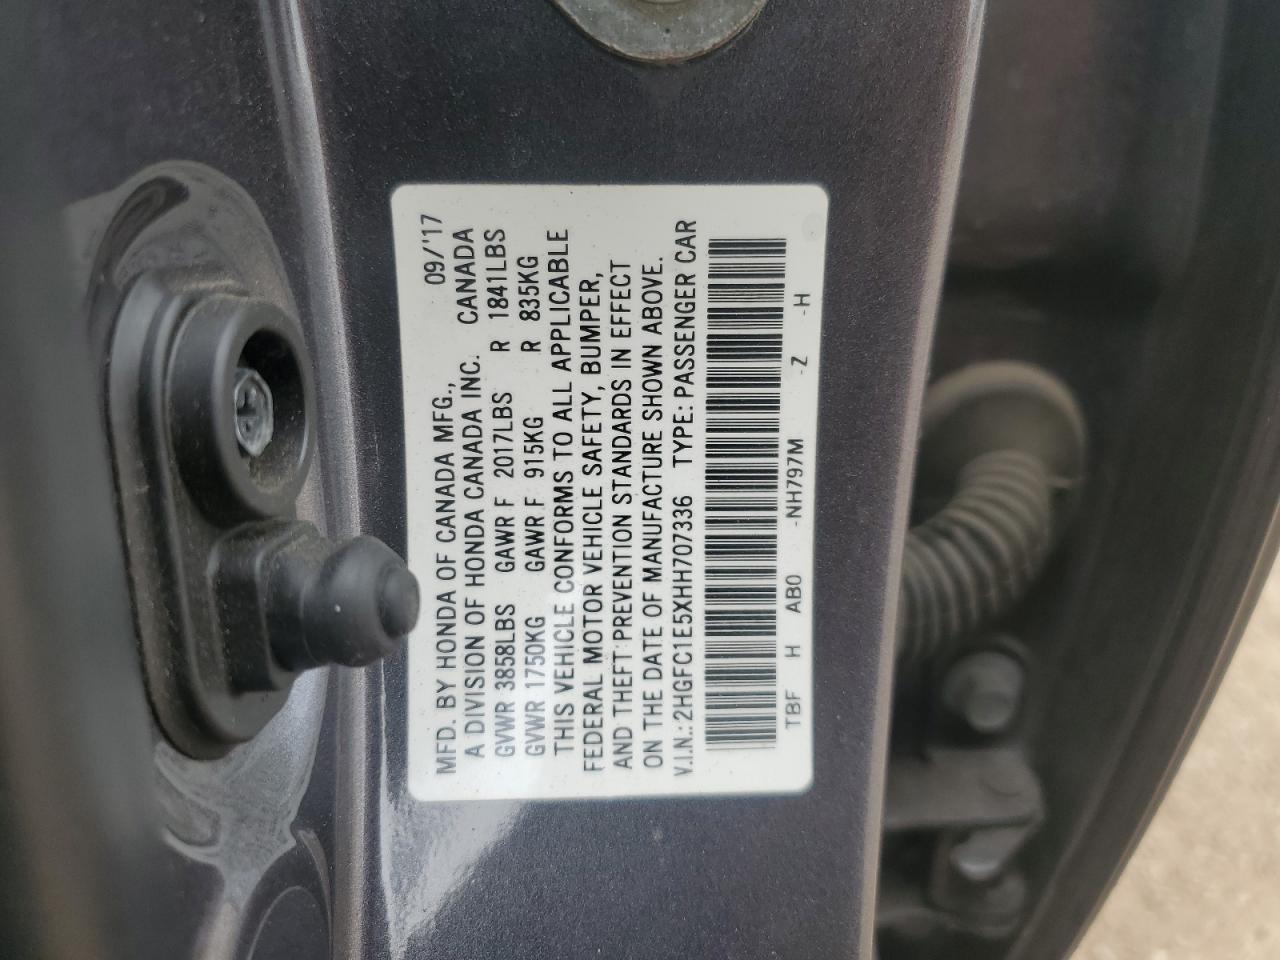 MFD. BY HONDA OF CANADA MFG., 09/'17
A DIVISION OF HONDA CANADA INC. CANADA
GVWR 3858LBS GAWR F 2017LBS R 1841LBS
GVWR 1750KG GAWR F 915KG R 835KG
THIS VEHICLE CONFORMS TO ALL APPLICABLE
FEDERAL MOTOR VEHICLE SAFETY, BUMPER,
AND THEFT PREVENTION STANDARDS IN EFFECT
ON THE DATE OF MANUFACTURE SHOWN ABOVE.
V.I.N.: 2HGFC1E5XHH707336 TYPE: PASSENGER CAR
TBF H AB0 -NH797M -Z -H